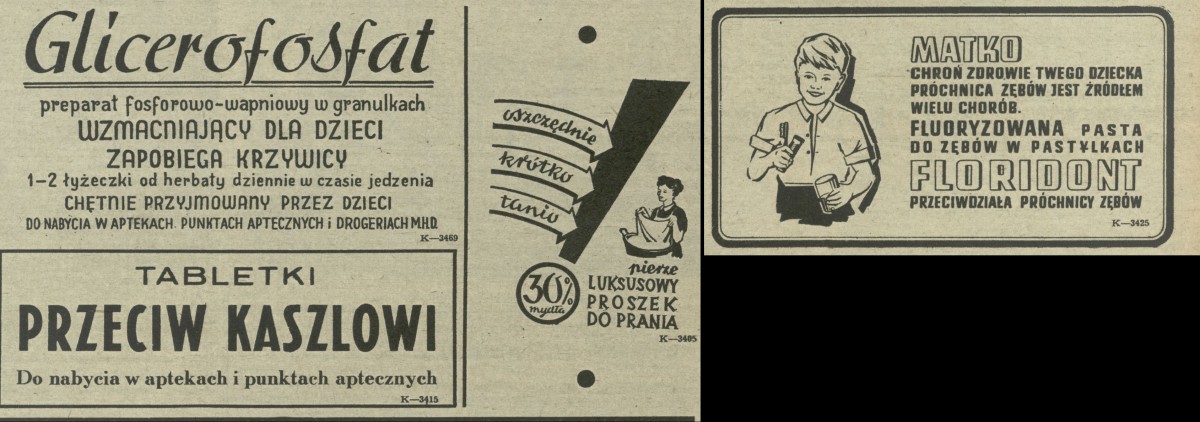 Glicerofosfat
preparat fosforowo-wapniowy w granulkach
WZMACNIAJĄCY DLA DZIECI
ZAPOBIEGA KRZYWICY
1-2 łyżeczki od herbaty dziennie w czasie jedzenia
CHĘTNIE PRZYJMOWANY PRZEZ DZIECI
DO NABYCIA W APTEKACH. PUNKTACH APTECZNYCH i DROGERIACH M.H.D.
K—3469
TABLETKI
PRZECIW KASZLOWI
Do nabycia w aptekach i punktach aptecznych
K—3415
oszczędnie
krótko
tanio
pierze
30%
mydła
LUKSUSOWY
PROSZEK
DO PRANIA
K—3405
MATKO
CHROŃ ZDROWIE TWEGO DZIECKA
PRÓCHNICA ZĘBÓW JEST ŹRÓDŁEM
WIELU CHORÓB.
FLUORYZOWANA PASTA
DO ZĘBÓW W PASTYLKACH
FLORIDONT
PRZECIWDZIAŁA PRÓCHNICY ZĘBÓW
K—3425